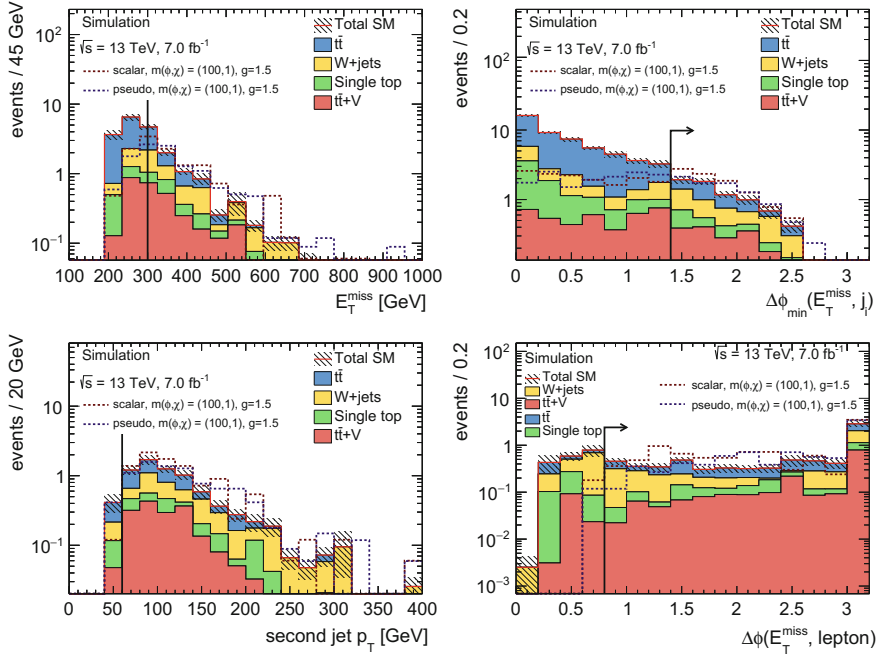 events / 45 GeV
Simulation
√s = 13 TeV, 7.0 fb⁻¹
scalar, m(ϕ,χ) = (100,1), g=1.5
pseudo, m(ϕ,χ) = (100,1), g=1.5
Total SM
tt̄
W+jets
Single top
tt̄+V
10²
10
1
10⁻¹
100 200 300 400 500 600 700 800 900 1000
E_T^miss [GeV]
events / 0.2
Simulation
√s = 13 TeV, 7.0 fb⁻¹
scalar, m(ϕ,χ) = (100,1), g=1.5
pseudo, m(ϕ,χ) = (100,1), g=1.5
Total SM
tt̄
W+jets
Single top
tt̄+V
10²
10
1
0 0.5 1 1.5 2 2.5 3
Δϕ_min(E_T^miss, j_i)
events / 20 GeV
Simulation
√s = 13 TeV, 7.0 fb⁻¹
scalar, m(ϕ,χ) = (100,1), g=1.5
pseudo, m(ϕ,χ) = (100,1), g=1.5
Total SM
tt̄
W+jets
Single top
tt̄+V
10
1
10⁻¹
0 50 100 150 200 250 300 350 400
second jet p_T [GeV]
events / 0.2
√s = 13 TeV, 7.0 fb⁻¹
Simulation
Total SM
W+jets
tt̄+V
tt̄
Single top
scalar, m(ϕ,χ) = (100,1), g=1.5
pseudo, m(ϕ,χ) = (100,1), g=1.5
10²
10
1
10⁻¹
10⁻²
10⁻³
0 0.5 1 1.5 2 2.5 3
Δϕ(E_T^miss, lepton)